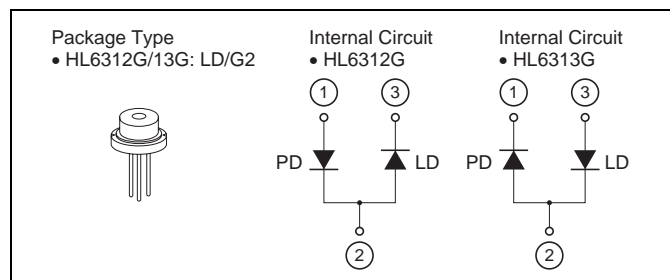 Package Type
• HL6312G/13G: LD/G2
Internal Circuit
• HL6312G
1
3
PD
LD
2
Internal Circuit
• HL6313G
1
3
PD
LD
2